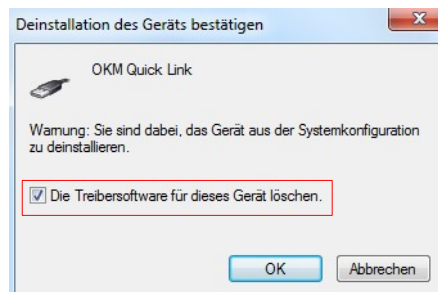 Deinstallation des Geräts bestätigen
OKM Quick Link
Warnung: Sie sind dabei, das Gerät aus der Systemkonfiguration
zu deinstallieren.
Die Treibersoftware für dieses Gerät löschen.
OK
Abbrechen